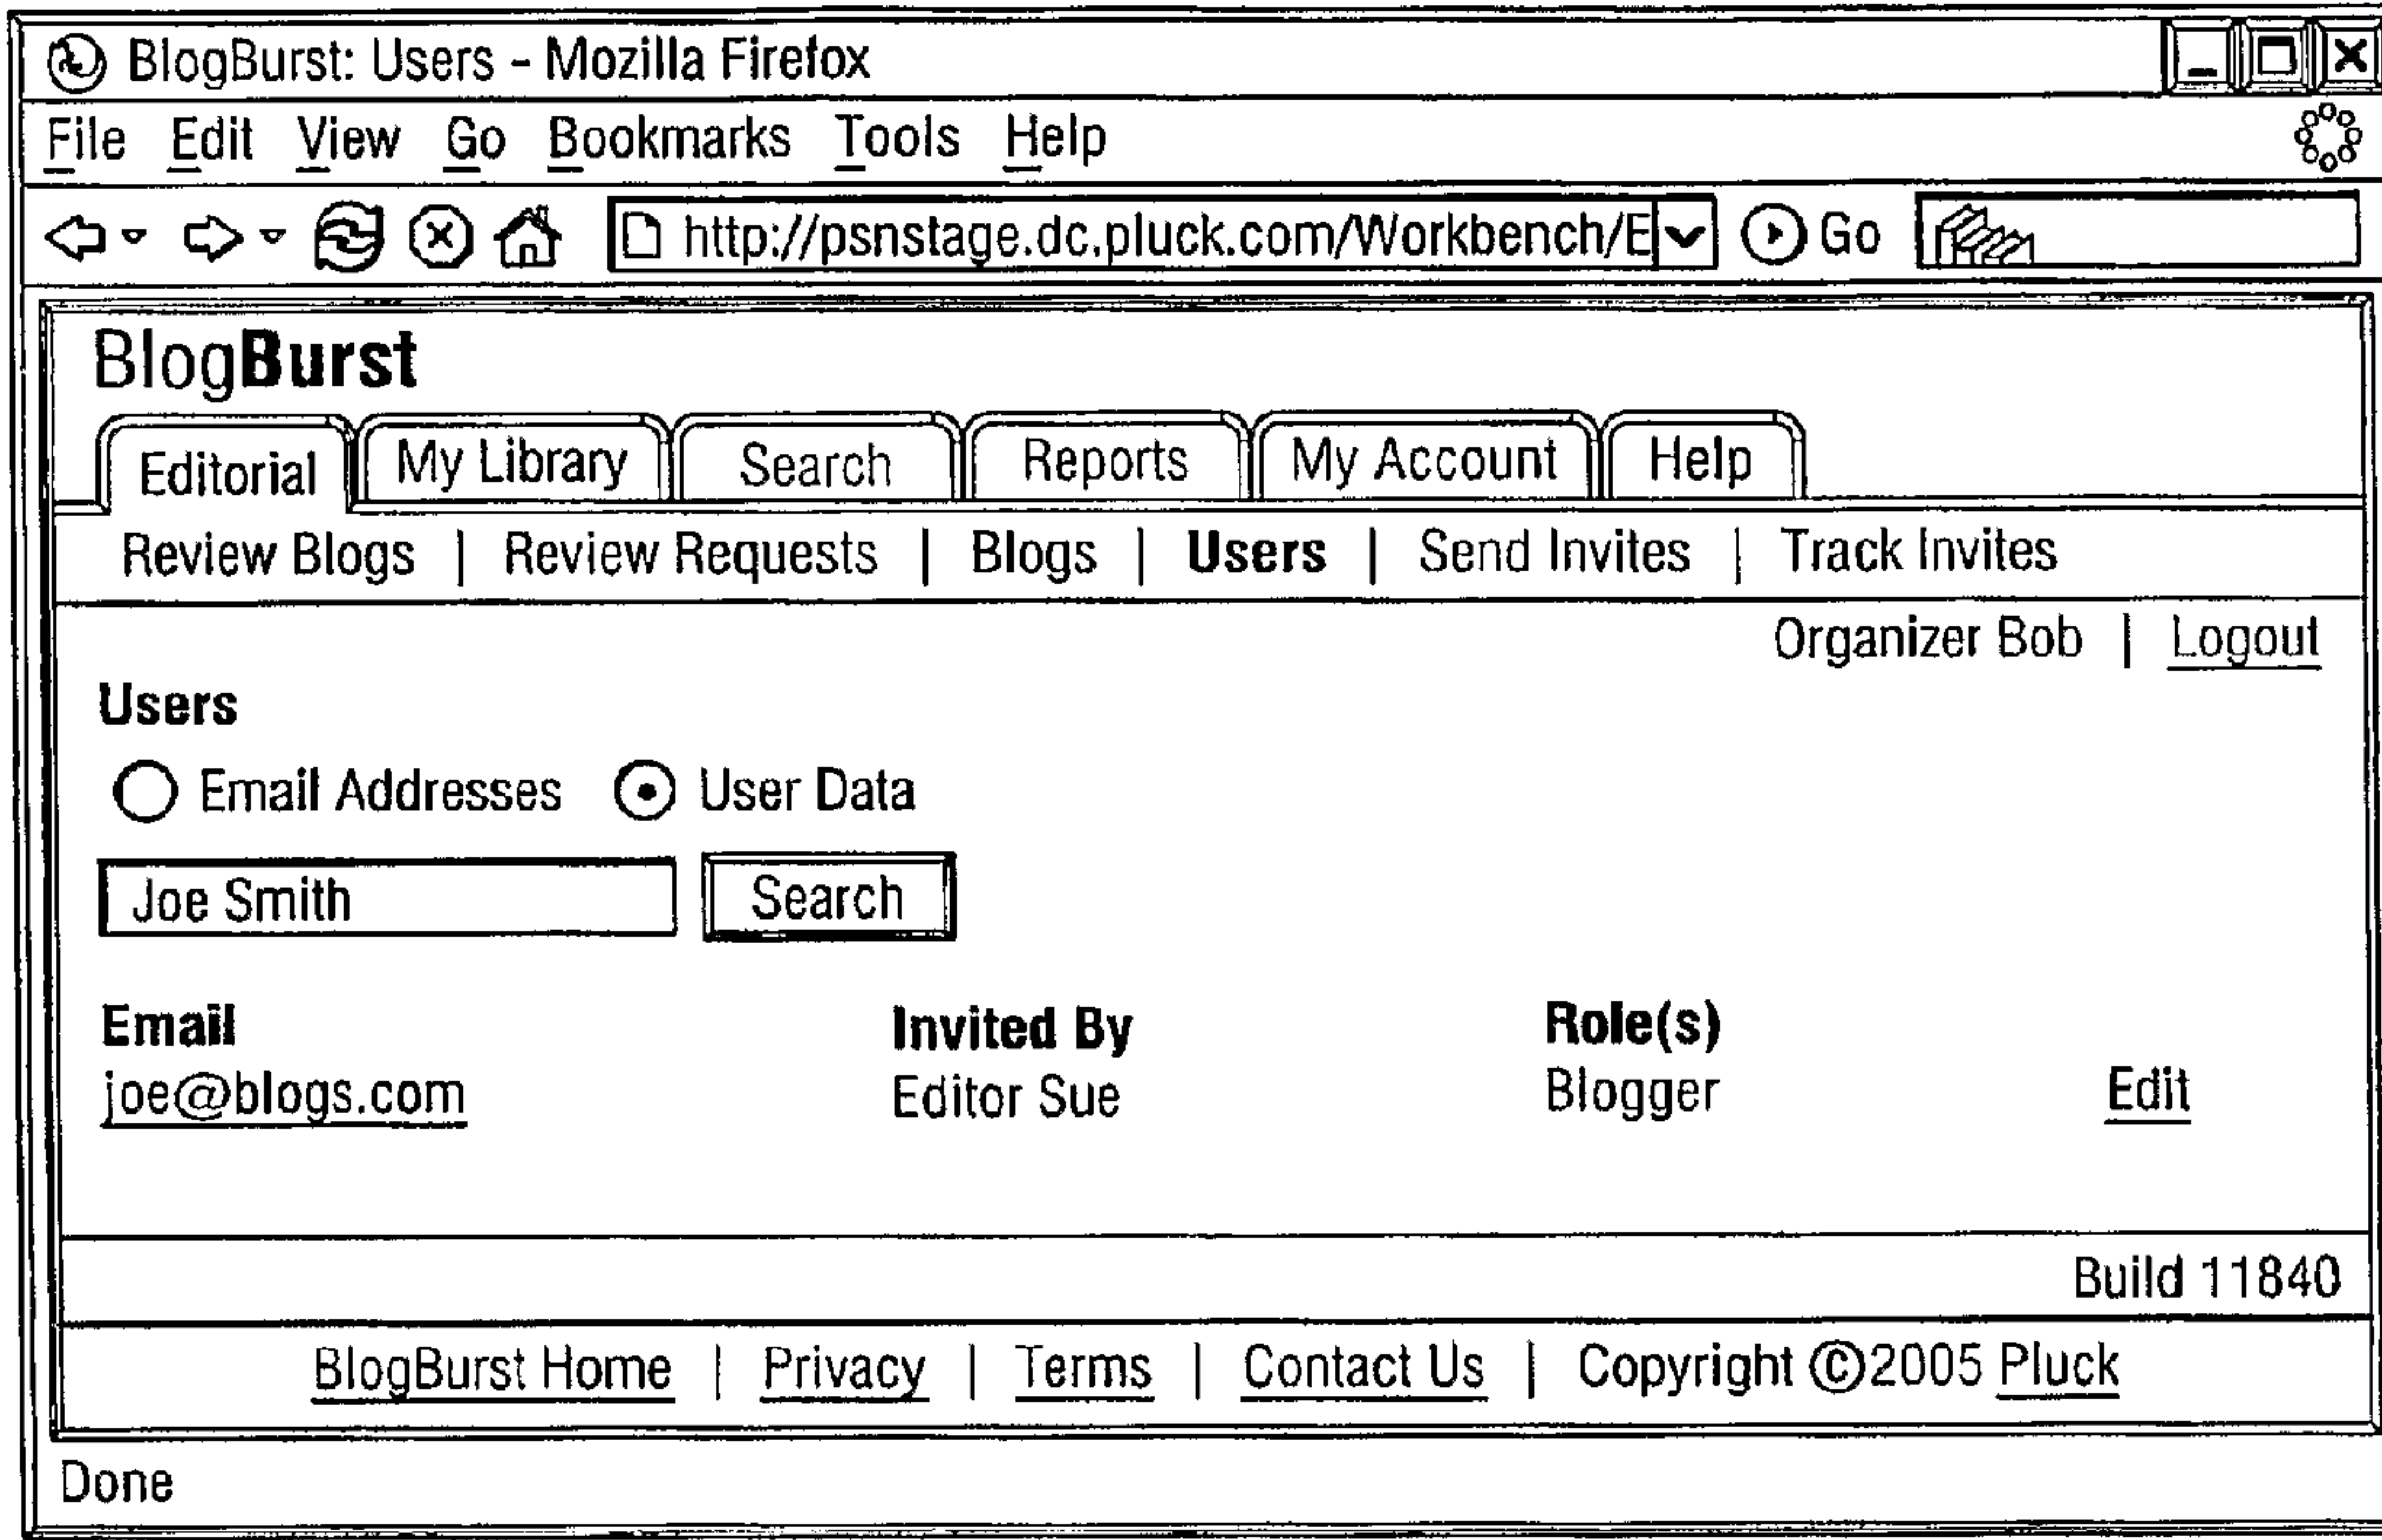 BlogBurst: Users - Mozilla Firefox
File Edit View Go Bookmarks Tools Help
http://psnstage.dc.pluck.com/Workbench/E Go
BlogBurst
Editorial My Library Search Reports My Account Help
Review Blogs | Review Requests | Blogs | Users | Send Invites | Track Invites
Organizer Bob | Logout
Users
Email Addresses User Data
Joe Smith Search
Email Invited By Role(s)
joe@blogs.com Editor Sue Blogger Edit
Build 11840
BlogBurst Home | Privacy | Terms | Contact Us | Copyright ©2005 Pluck
Done